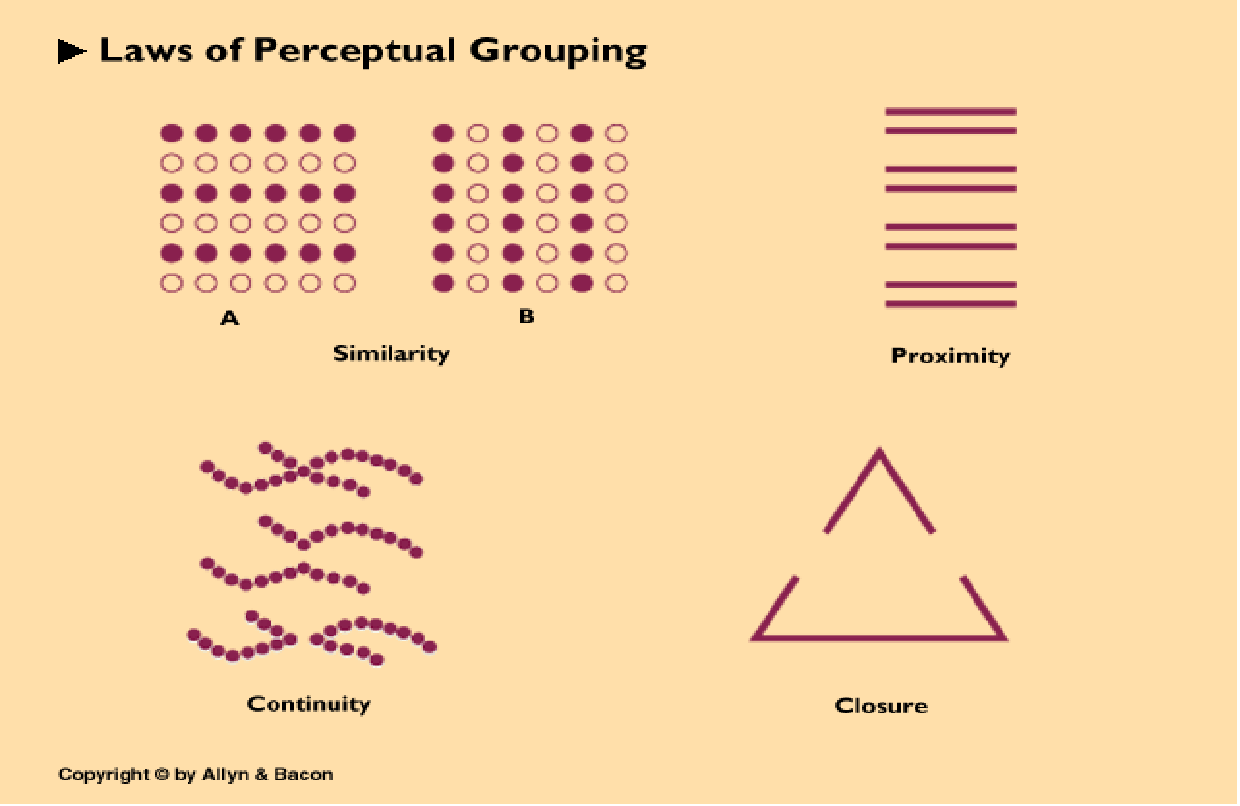 ► Laws of Perceptual Grouping
A
B
Similarity
Proximity
Continuity
Closure
Copyright © by Allyn & Bacon